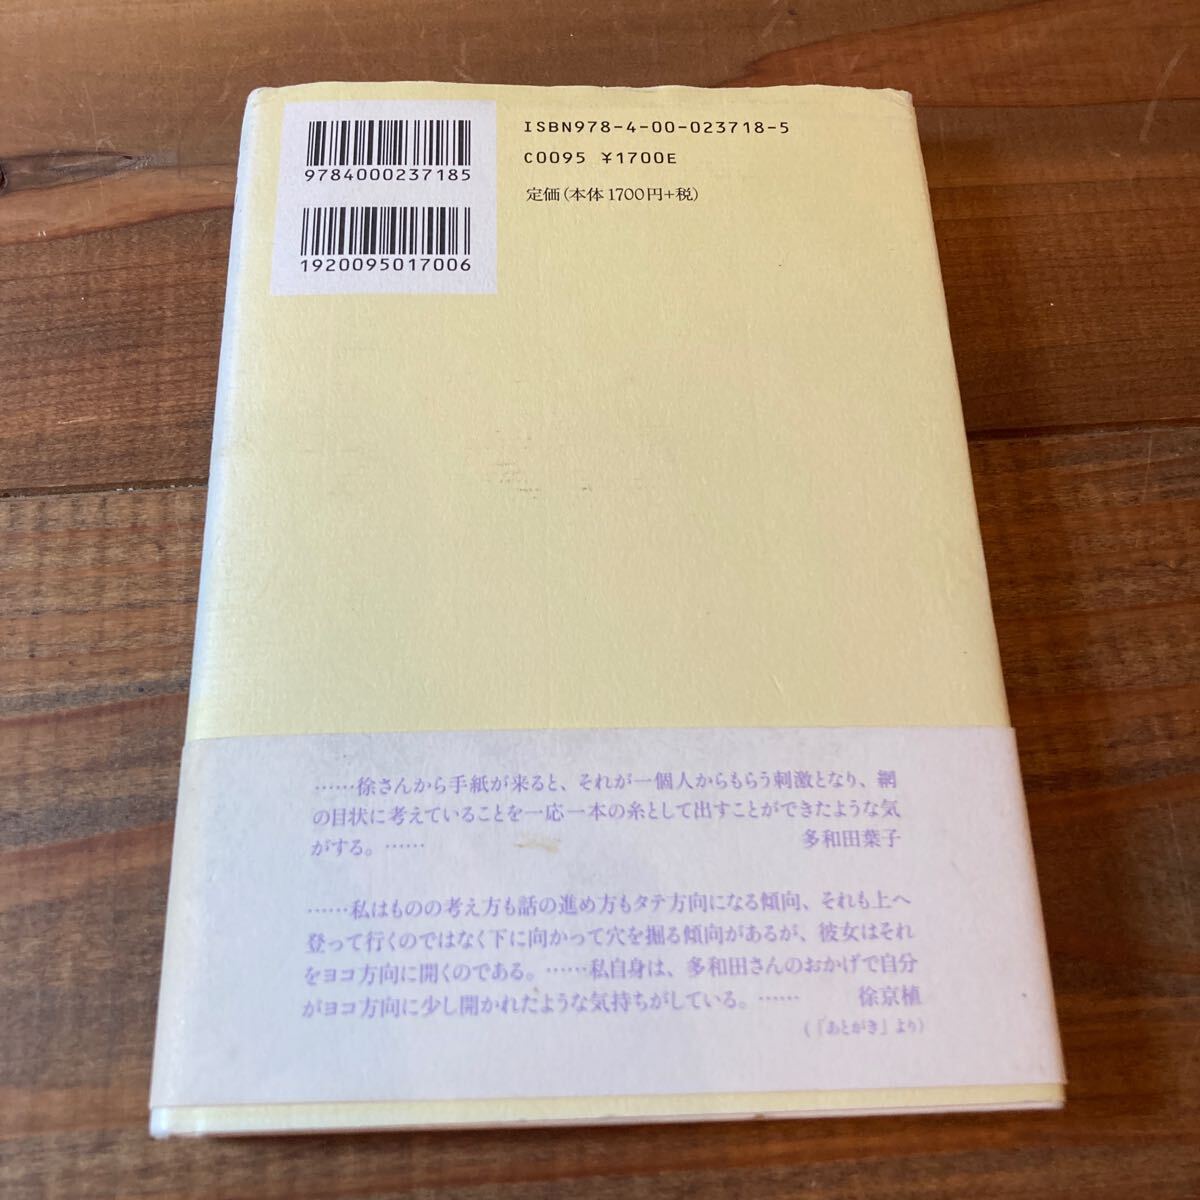 9784000237185
1920095017006
ISBN978-4-00-023718-5
C0095 ¥1700E
定価(本体1700円+税)
……徐さんから手紙が来ると、それが一個人からもらう刺激となり、網
の目状に考えていることを一応一本の糸として出すことができたような気
がする。…… 多和田葉子
……私はものの考え方も話の進め方もタテ方向になる傾向、それも上へ
登って行くのではなく下に向かって穴を掘る傾向があるが、彼女はそれ
をヨコ方向に開くのである。……私自身は、多和田さんのおかげで自分
がヨコ方向に少し開かれたような気持ちがしている。…… 徐京植
(「あとがき」より)